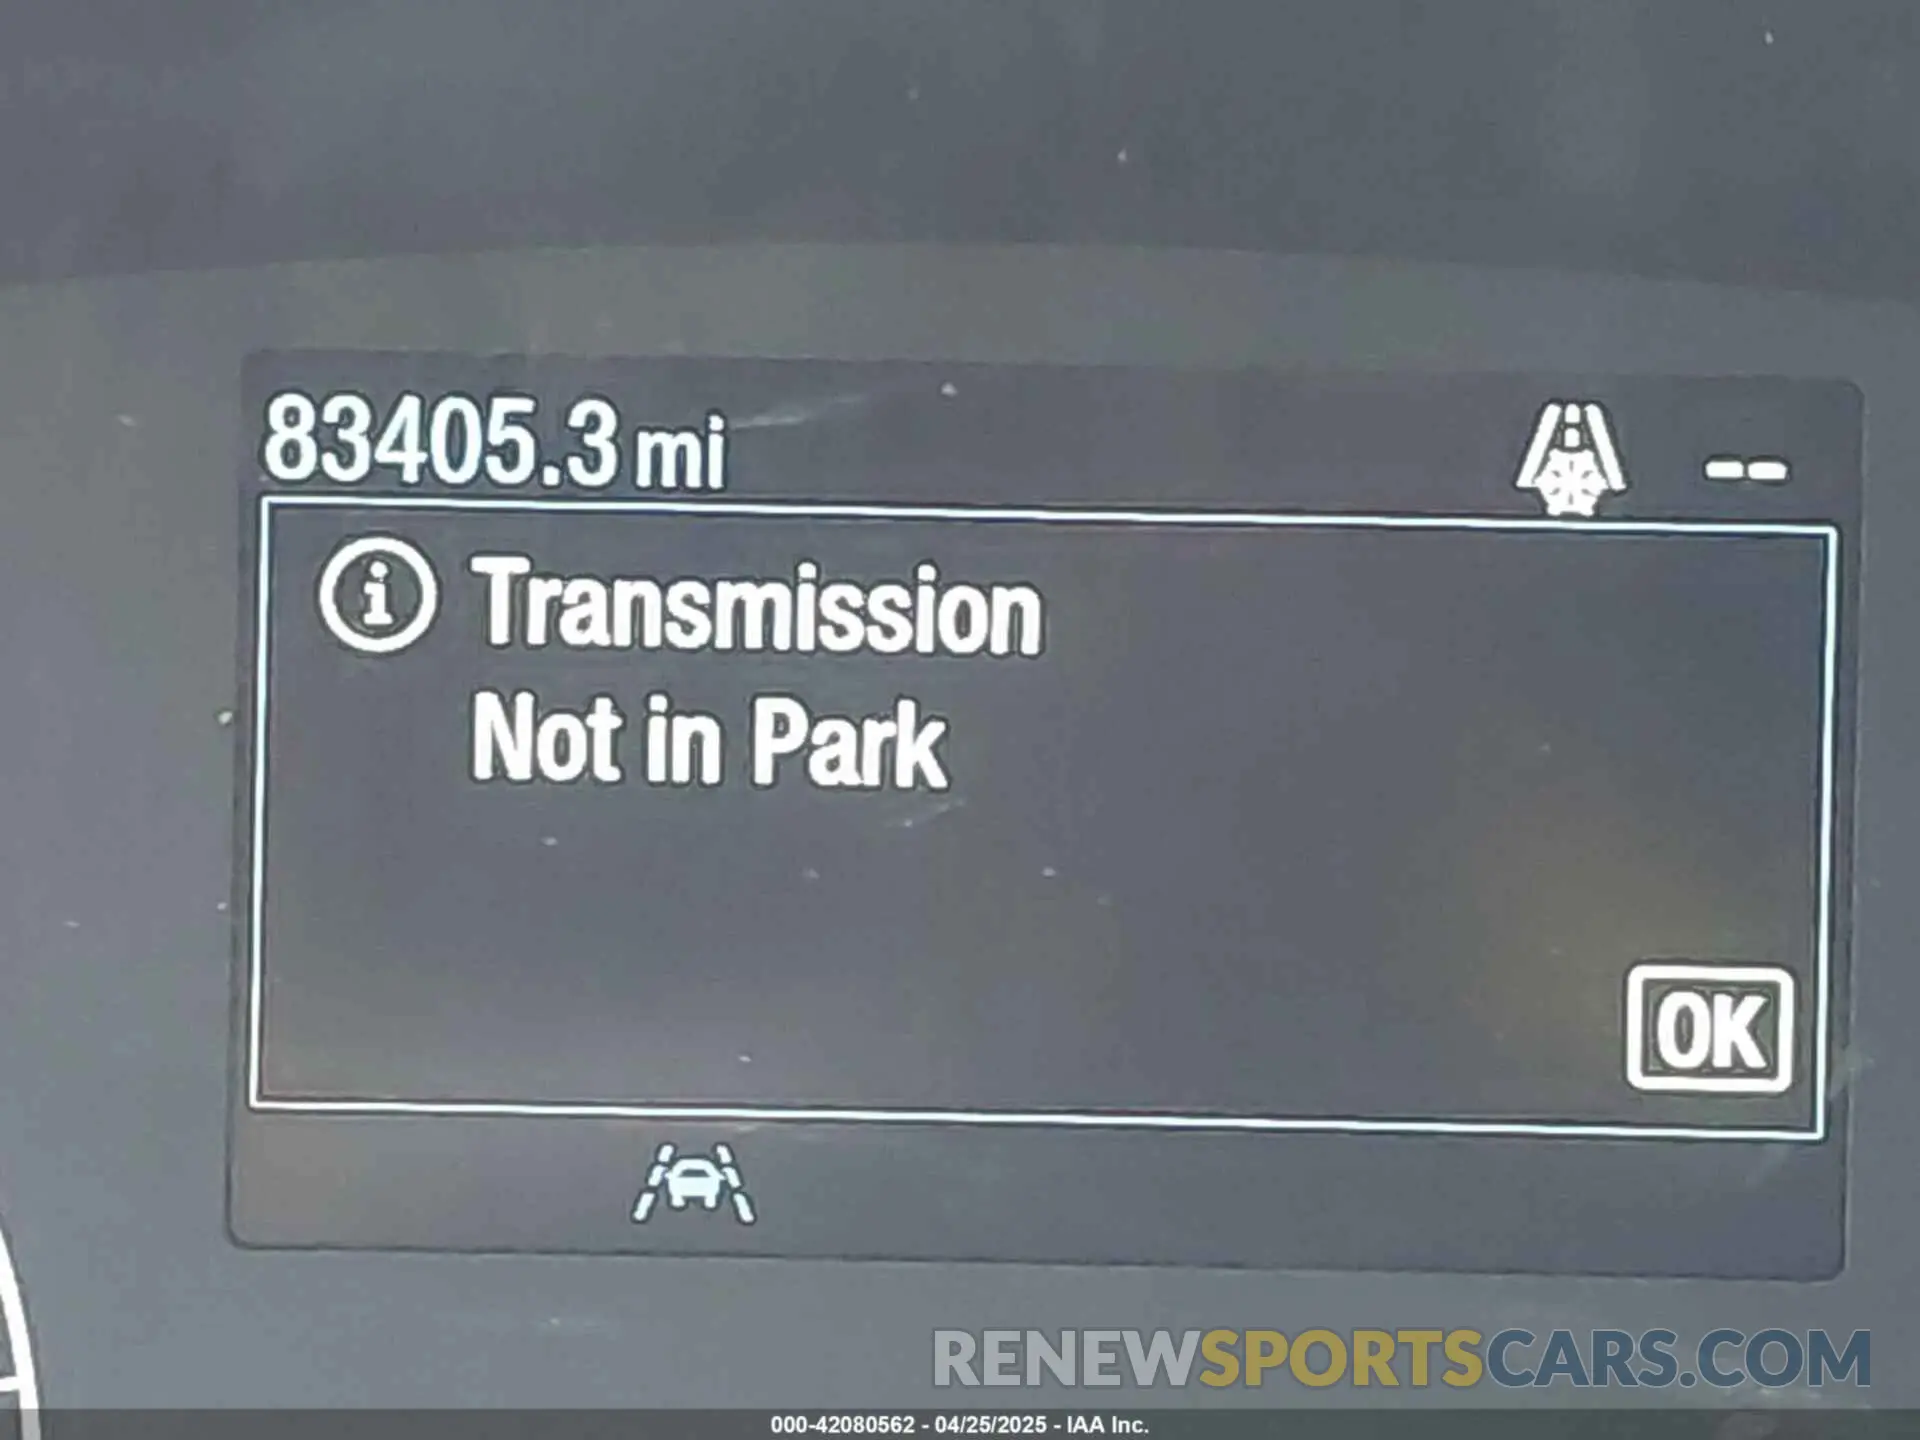 83405.3 mi
--
Transmission
Not in Park
OK
RENEWSPORTSCARS.COM
000-42080562 - 04/25/2025 - IAA Inc.